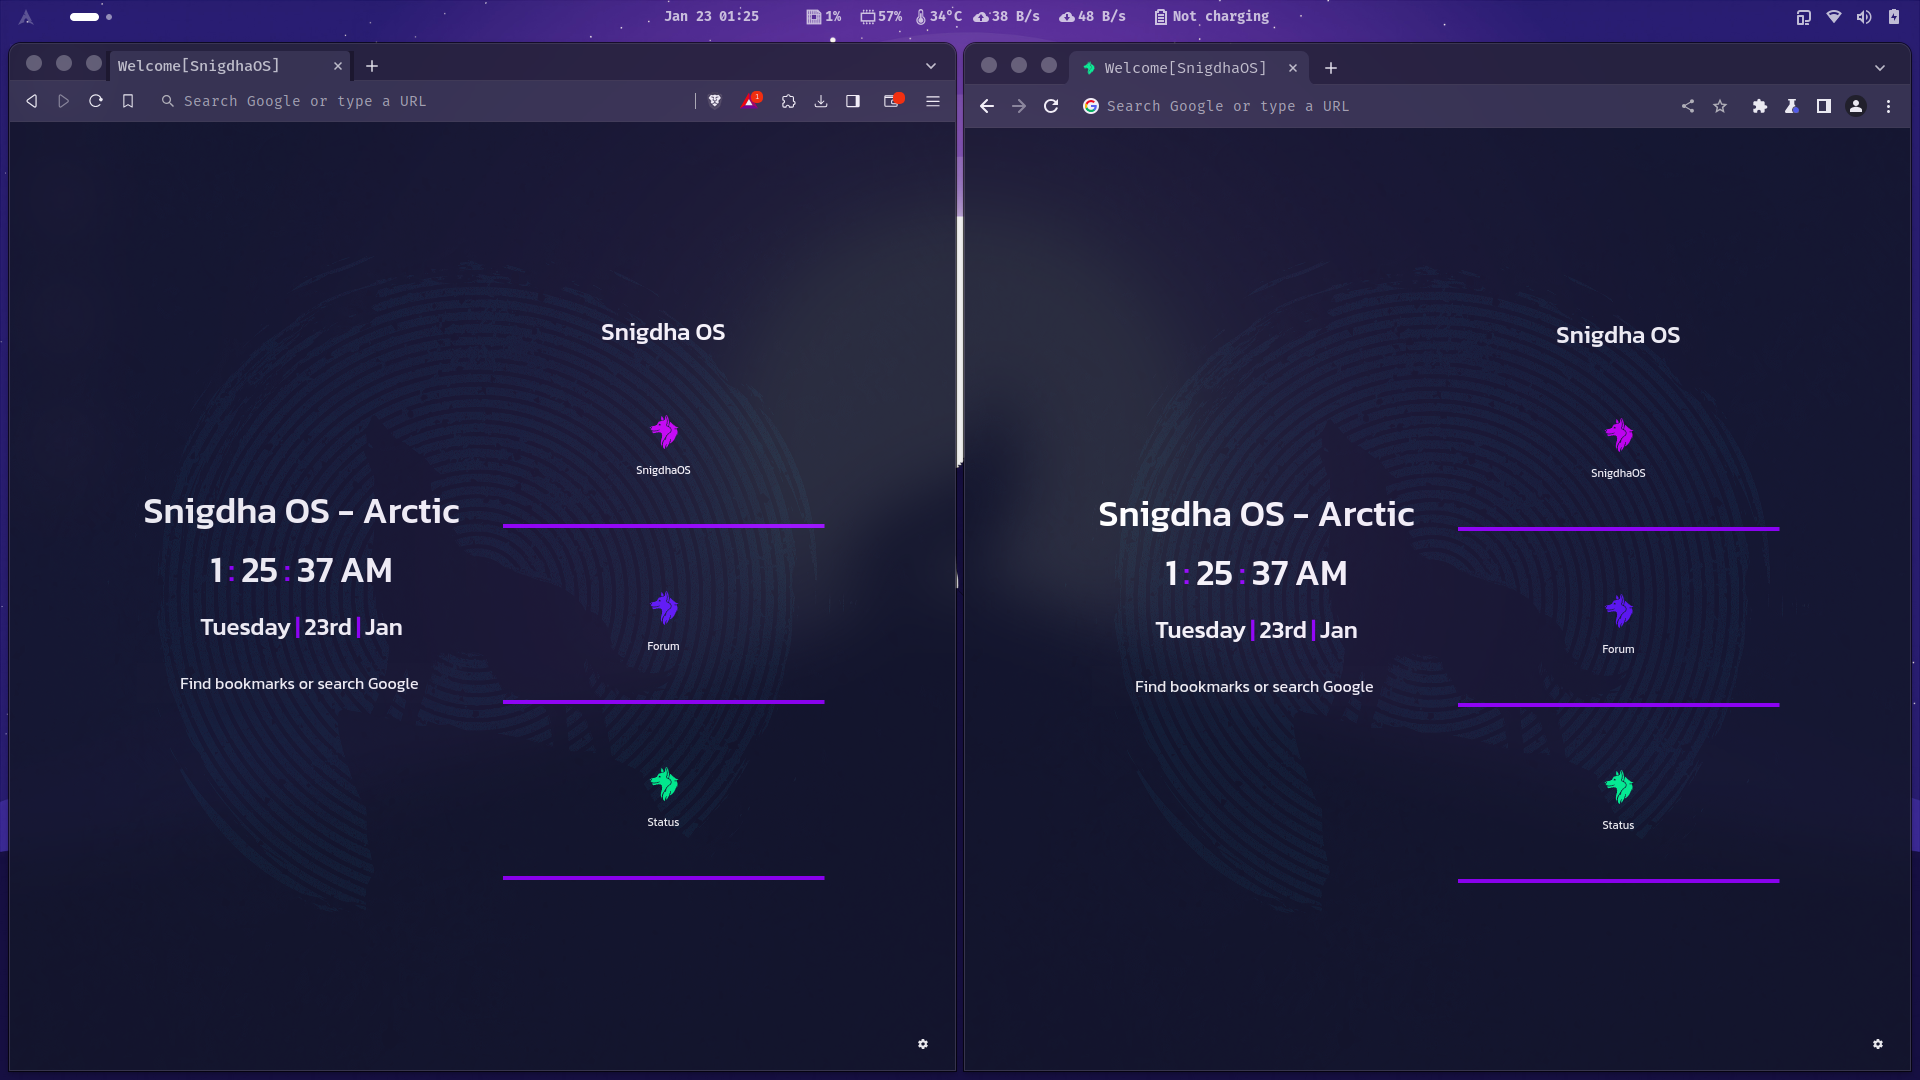 Jan 23 01:25 1% 57% 34°C 38 B/s 48 B/s Not charging
Welcome[SnigdhaOS]
Search Google or type a URL
1
Snigdha OS
SnigdhaOS
Snigdha OS - Arctic
1:25:37 AM
Tuesday|23rd|Jan
Find bookmarks or search Google
Forum
Status
Welcome[SnigdhaOS]
Search Google or type a URL
Snigdha OS
SnigdhaOS
Snigdha OS - Arctic
1:25:37 AM
Tuesday|23rd|Jan
Find bookmarks or search Google
Forum
Status